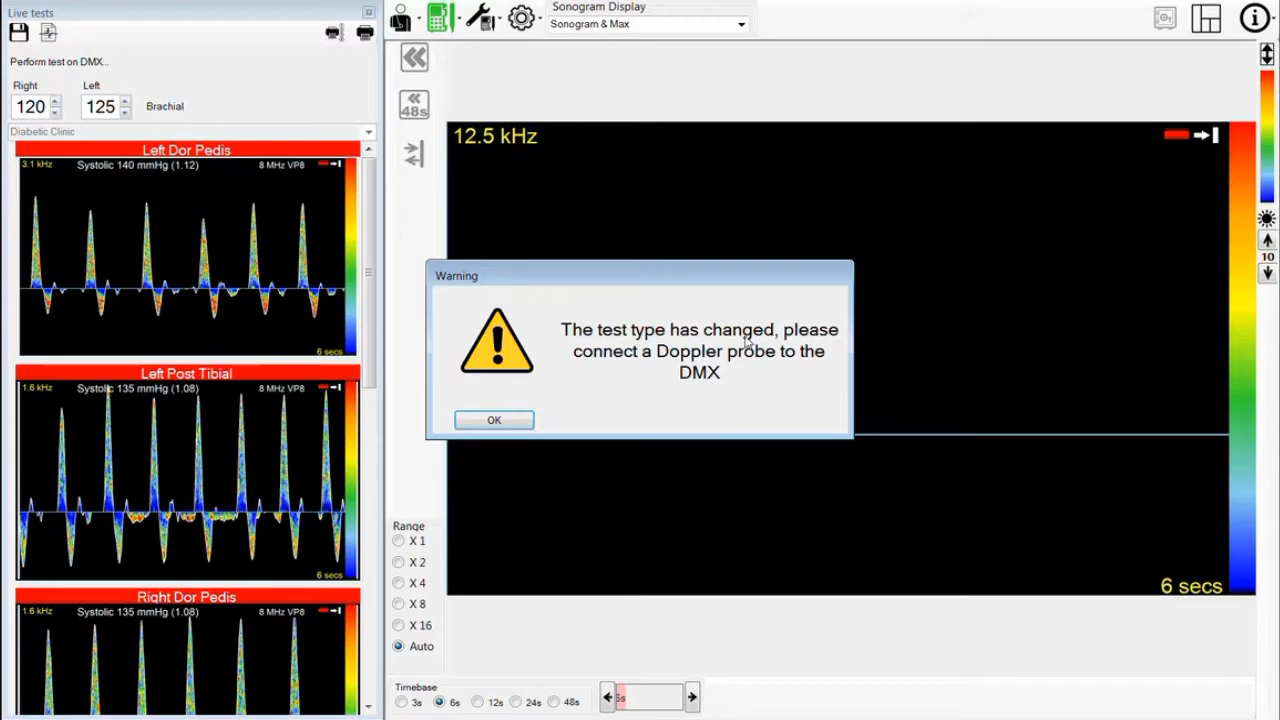 Live tests
Perform test on DMX...
Right
Left
120
125
Brachial
Diabetic Clinic
Left Dor Pedis
3.1 kHz
Systolic 140 mmHg (1.12)
8 MHz VP8
6 secs
Left Post Tibial
1.6 kHz
Systolic 135 mmHg (1.08)
8 MHz VP8
6 secs
Right Dor Pedis
1.6 kHz
Systolic 135 mmHg (1.08)
8 MHz VP8
Sonogram Display
Sonogram & Max
48s
12.5 kHz
Warning
The test type has changed, please
connect a Doppler probe to the
DMX
OK
6 secs
10
Range
X 1
X 2
X 4
X 8
X 16
Auto
Timebase
3s
6s
12s
24s
48s